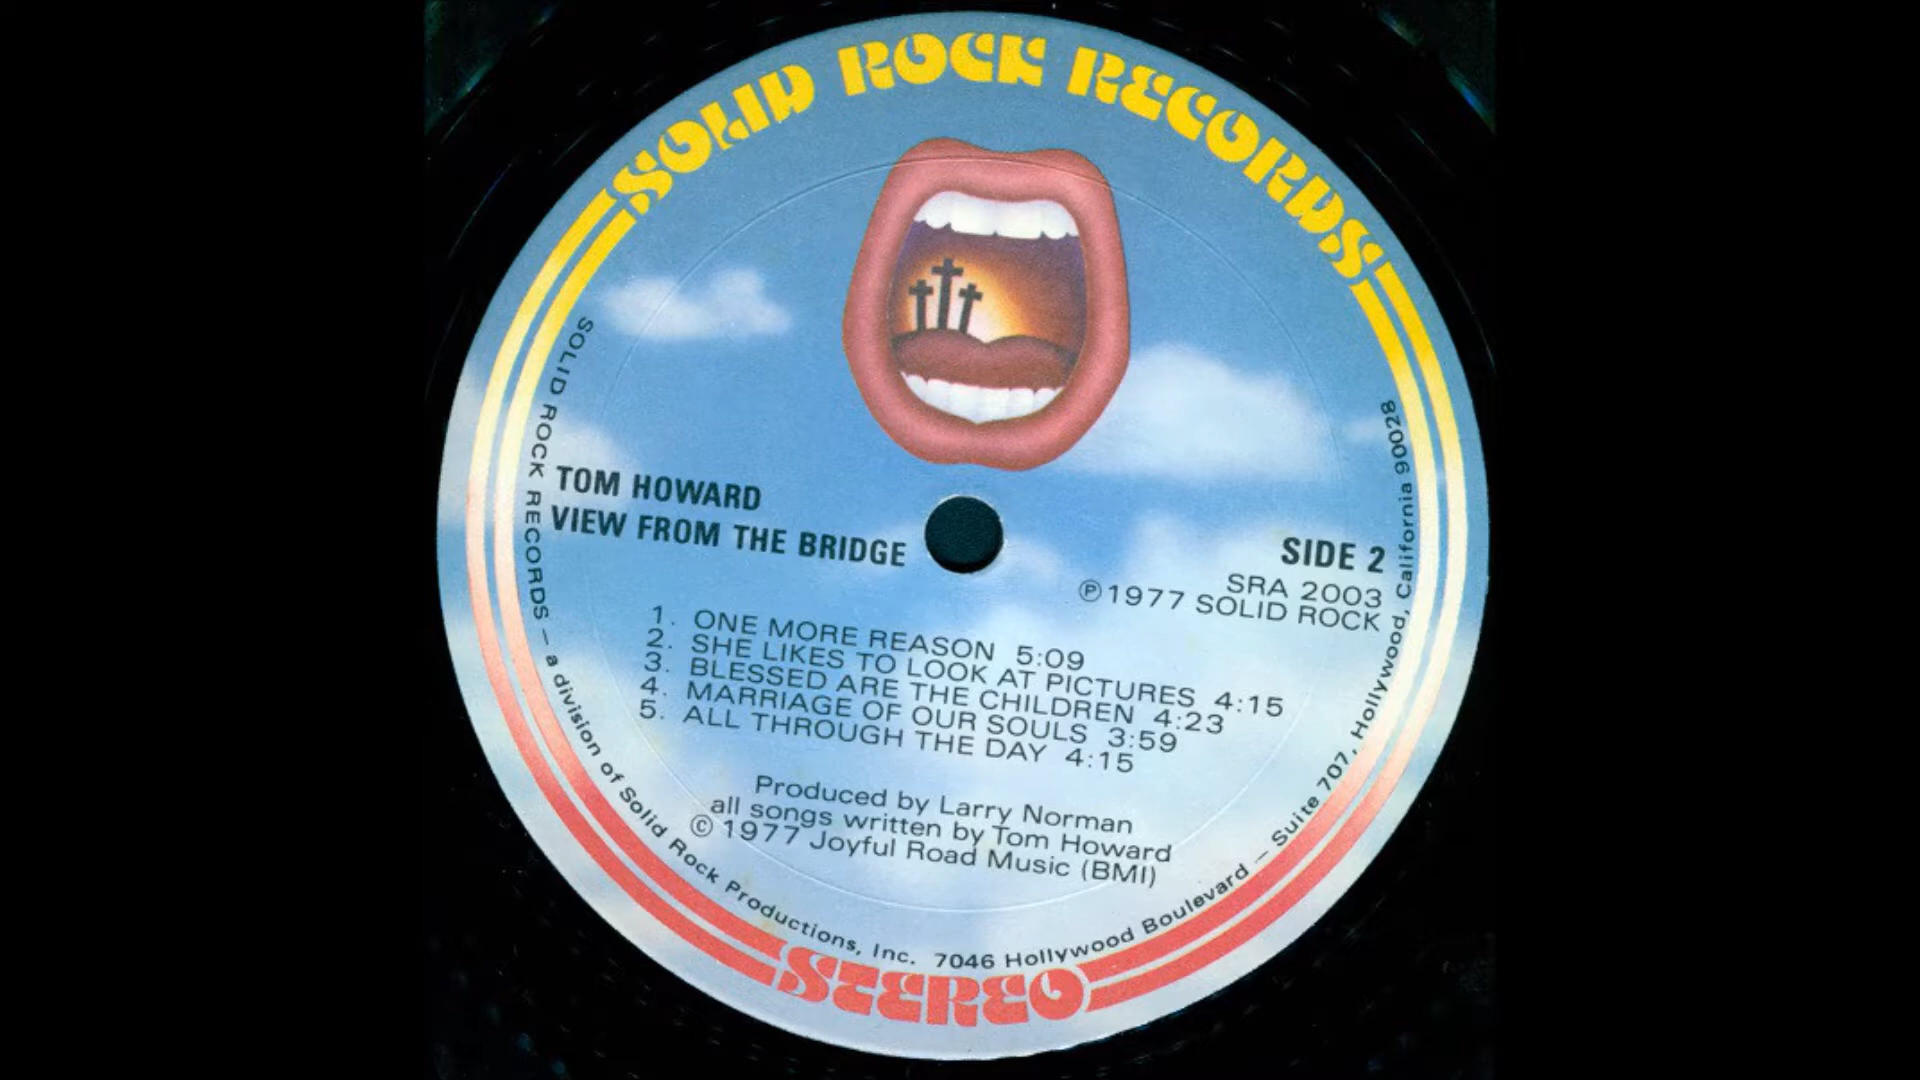 SOLID ROCK RECORDS
TOM HOWARD
VIEW FROM THE BRIDGE
SIDE 2
SRA 2003
℗1977 SOLID ROCK
1. ONE MORE REASON 5:09
2. SHE LIKES TO LOOK AT PICTURES 4:15
3. BLESSED ARE THE CHILDREN 4:23
4. MARRIAGE OF OUR SOULS 3:59
5. ALL THROUGH THE DAY 4:15
Produced by Larry Norman
all songs written by Tom Howard
© 1977 Joyful Road Music (BMI)
SOLID ROCK RECORDS – a division of Solid Rock Productions, Inc. 7046 Hollywood Boulevard – Suite 707, Hollywood, California 90028
STEREO